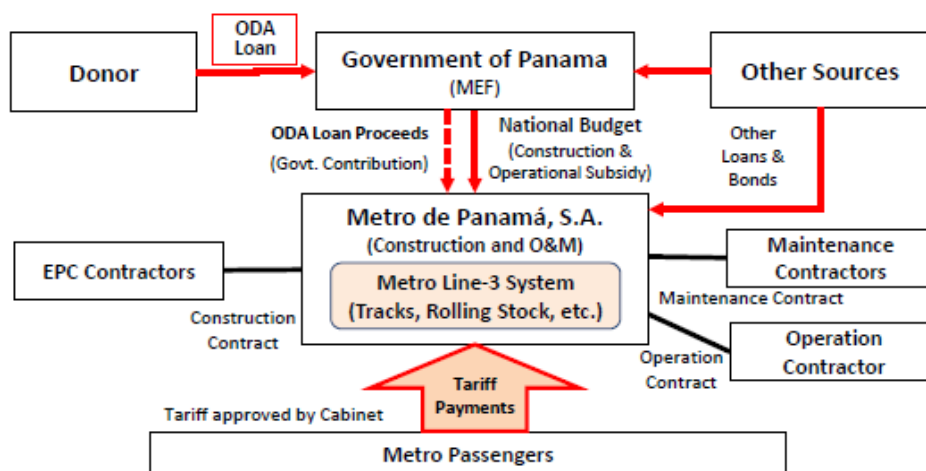 ODA
Loan
Donor
Government of Panama
(MEF)
Other Sources
ODA Loan Proceeds
(Govt. Contribution)
National Budget
(Construction &
Operational Subsidy)
Other
Loans &
Bonds
Metro de Panamá, S.A.
(Construction and O&M)
Metro Line-3 System
(Tracks, Rolling Stock, etc.)
EPC Contractors
Construction
Contract
Maintenance
Contractors
Maintenance Contract
Operation
Contractor
Operation
Contract
Tariff
Payments
Tariff approved by Cabinet
Metro Passengers